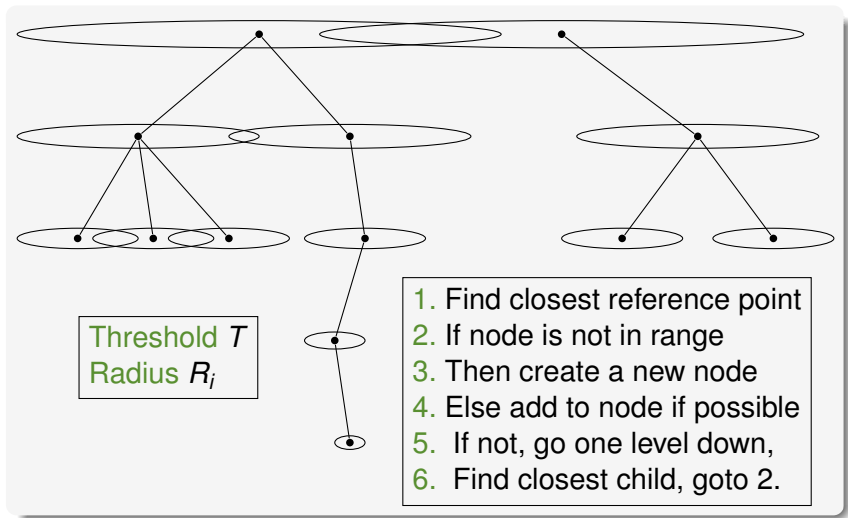 Threshold T
Radius Ri
1. Find closest reference point
2. If node is not in range
3. Then create a new node
4. Else add to node if possible
5. If not, go one level down,
6. Find closest child, goto 2.